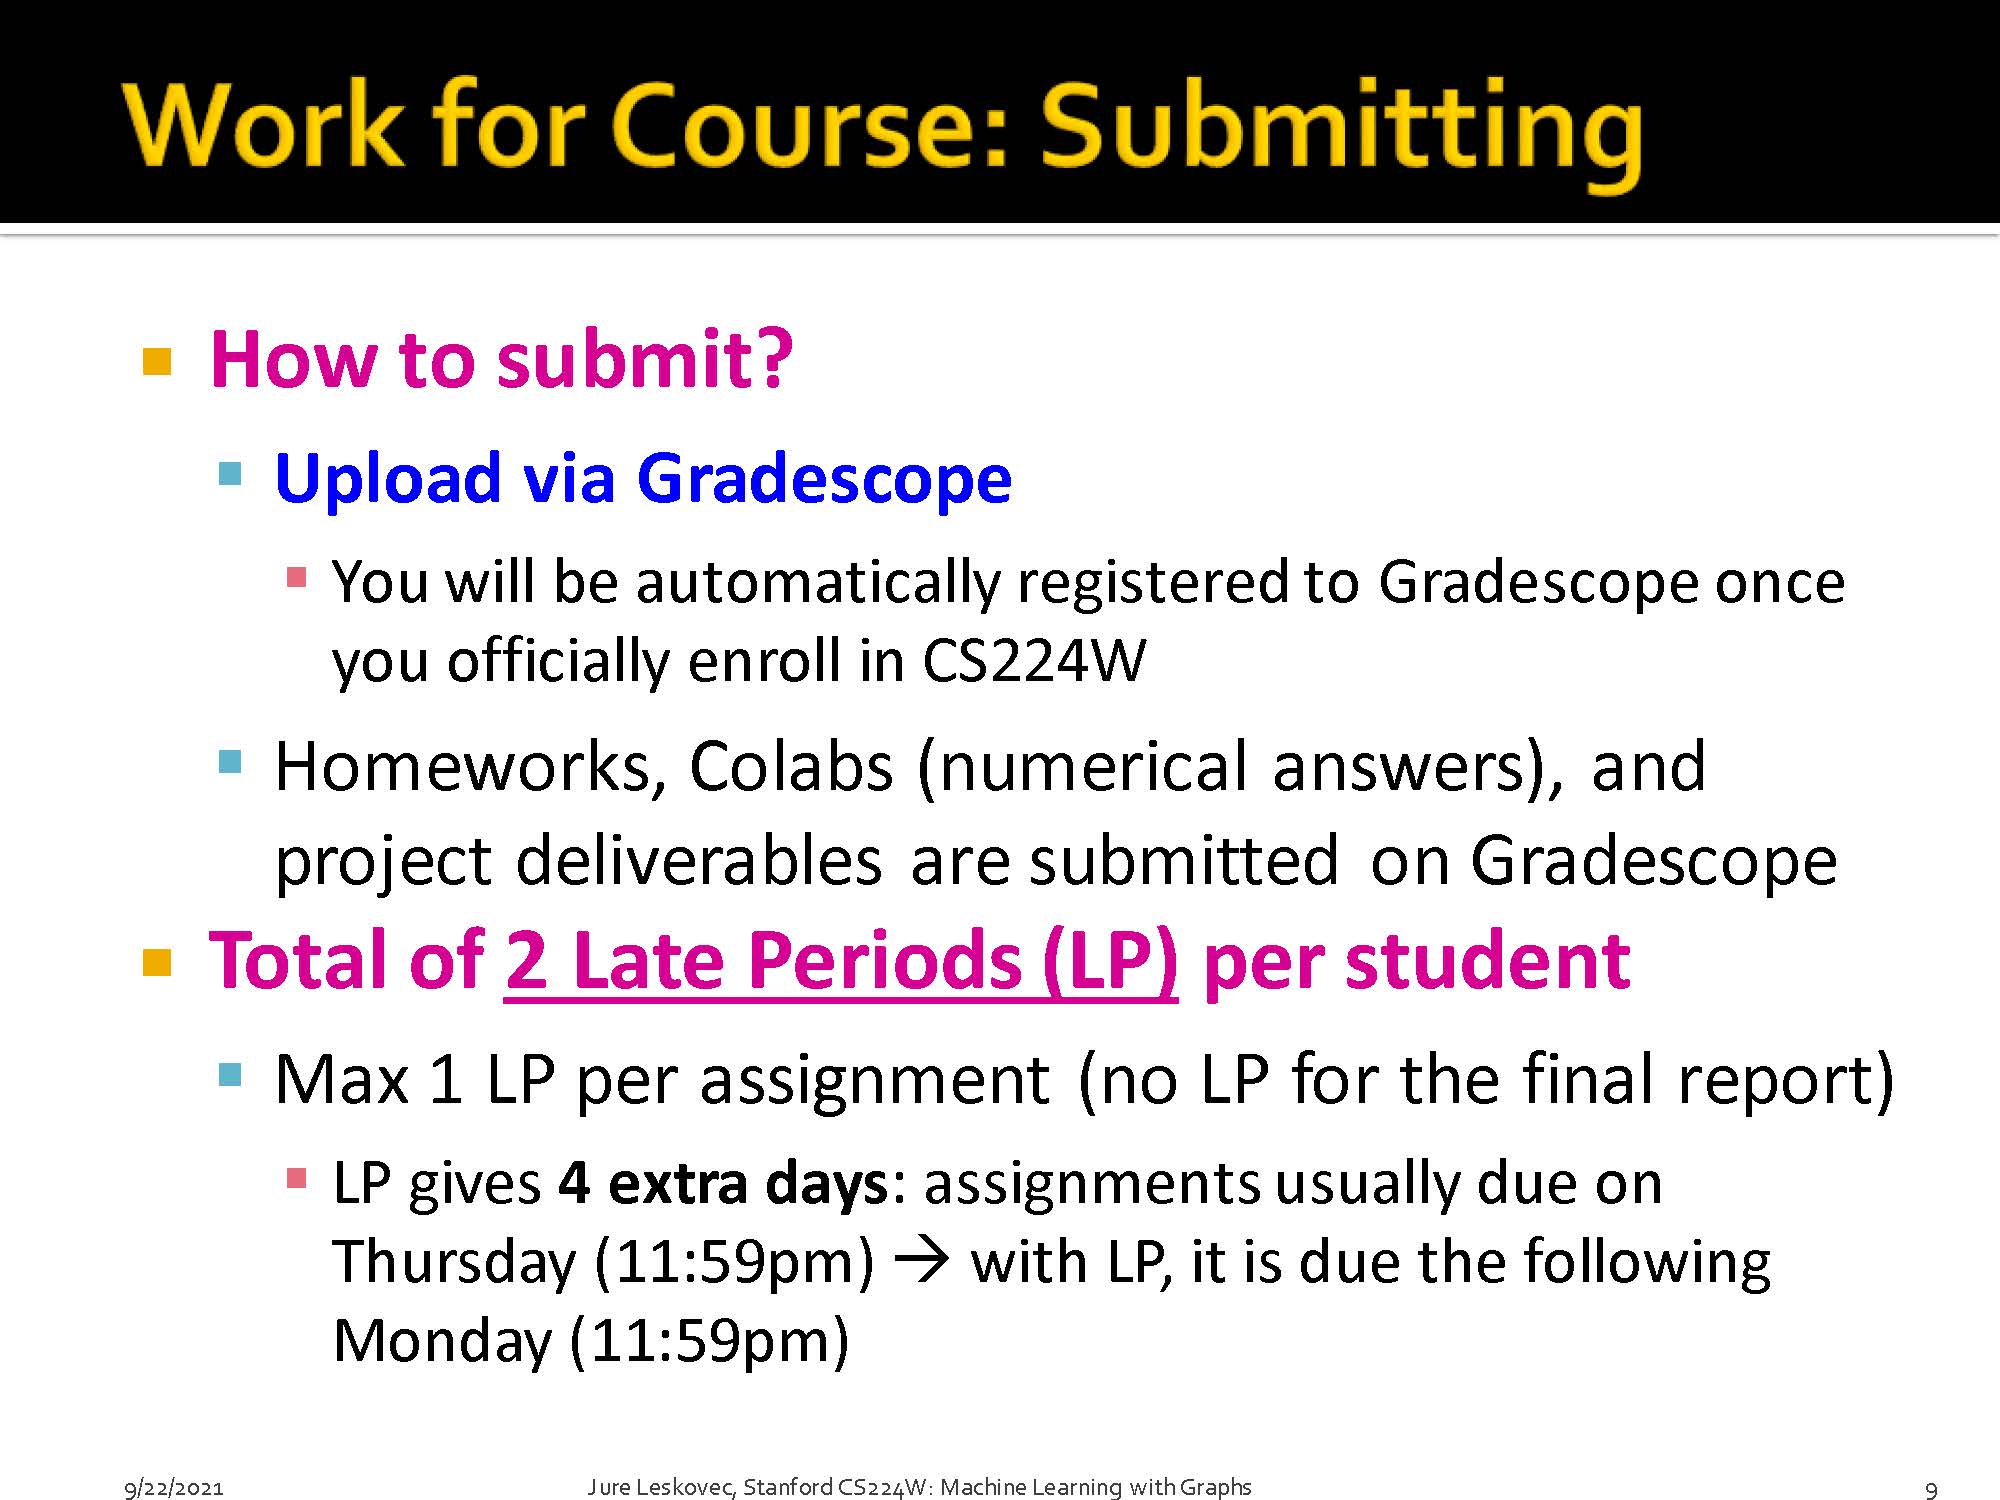 Work for Course: Submitting
How to submit?
Upload via Gradescope
You will be automatically registered to Gradescope once
you officially enroll in CS224W
Homeworks, Colabs (numerical answers), and
project deliverables are submitted on Gradescope
Total of 2 Late Periods (LP) per student
Max 1 LP per assignment (no LP for the final report)
LP gives 4 extra days: assignments usually due on
Thursday (11:59pm) → with LP, it is due the following
Monday (11:59pm)
9/22/2021
Jure Leskovec, Stanford CS224W: Machine Learning with Graphs
9